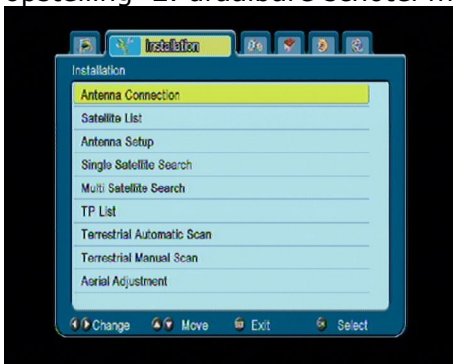 Installation
Installation
Antenna Connection
Satellite List
Antenna Setup
Single Satellite Search
Multi Satellite Search
TP List
Terrestrial Automatic Scan
Terrestrial Manual Scan
Aerial Adjustment
Change Move Exit Select